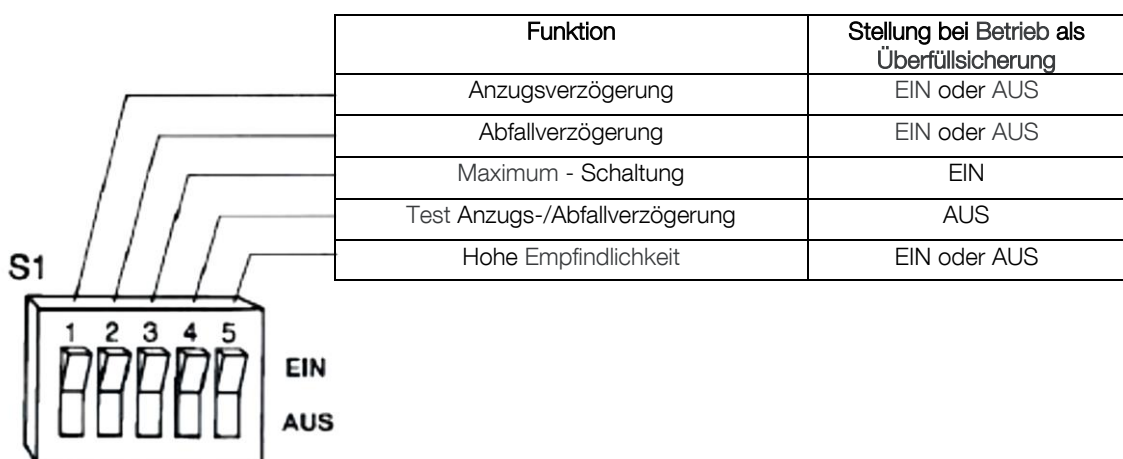 Funktion Stellung bei Betrieb als
Überfüllsicherung
Anzugsverzögerung EIN oder AUS
Abfallverzögerung EIN oder AUS
Maximum - Schaltung EIN
Test Anzugs-/Abfallverzögerung AUS
Hohe Empfindlichkeit EIN oder AUS
S1
1 2 3 4 5
EIN
AUS